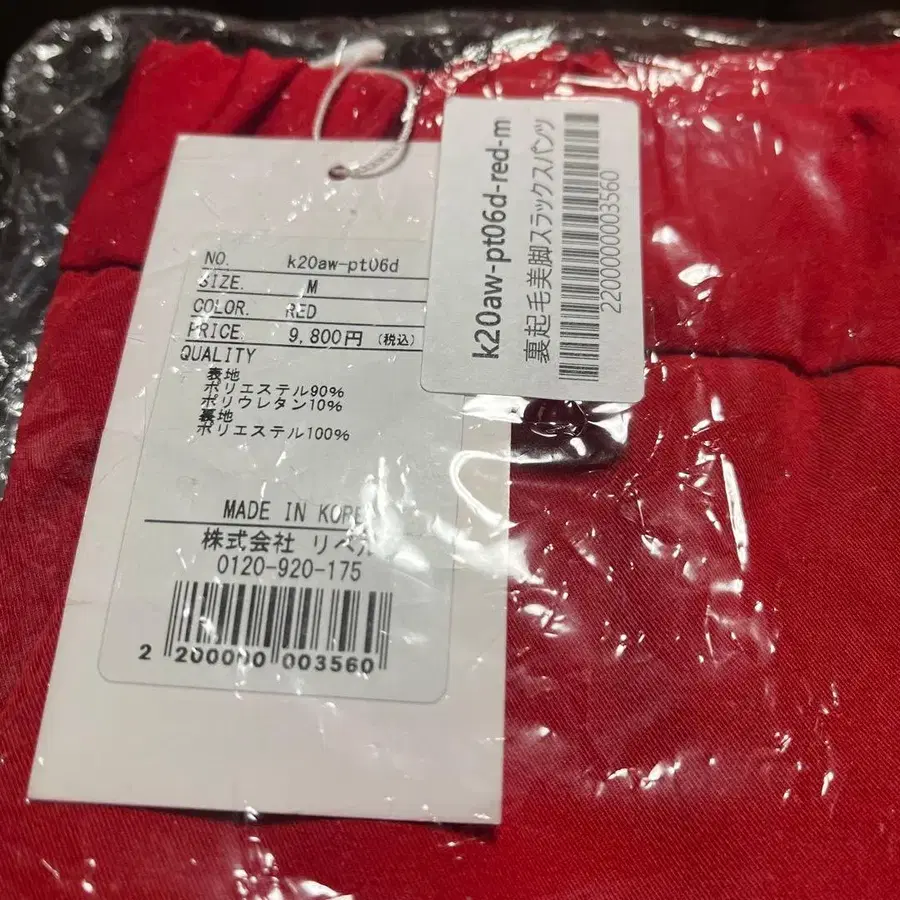 NO. k20aw-pt06d
SIZE. M
COLOR. RED
PRICE. 9,800円 (税込)
QUALITY
表地
ポリエステル90%
ポリウレタン10%
裏地
ポリエステル100%
MADE IN
株式会社
0120-920-175
2 200000 003560
k20aw-pt06d-red-m
裏起毛美脚スラックスパンツ
2200000003560